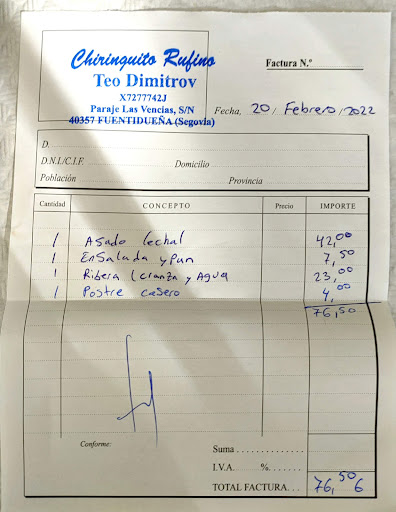 Chiringuito Rufino
Teo Dimitrov
X7277742J
Paraje Las Vencias, S/N
40357 FUENTIDUEÑA (Segovia)
Factura N.º
Fecha, 20 / Febrero / 2022
D.
D.N.I./C.I.F. Domicilio
Población Provincia
Cantidad CONCEPTO Precio IMPORTE
1 Asado lechal 42,00
1 Ensalada y pan 7,50
1 Ribera Crianza y Agua 23,00
1 Postre casero 4,00
76,50
Conforme:
Suma
I.V.A. %
TOTAL FACTURA 76,50 €